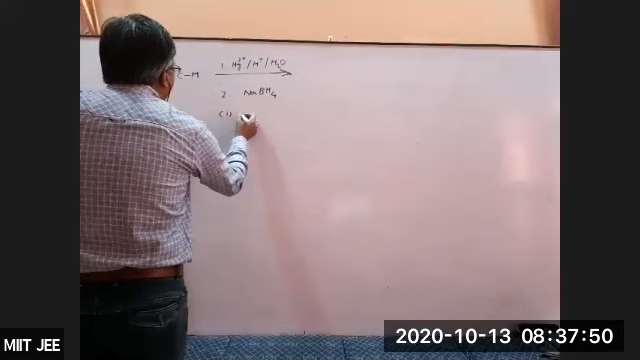 C-H 1. Hg²⁺/H⁺/H₂O
2. NaBH₄
(i)
MIIT JEE
2020-10-13 08:37:50